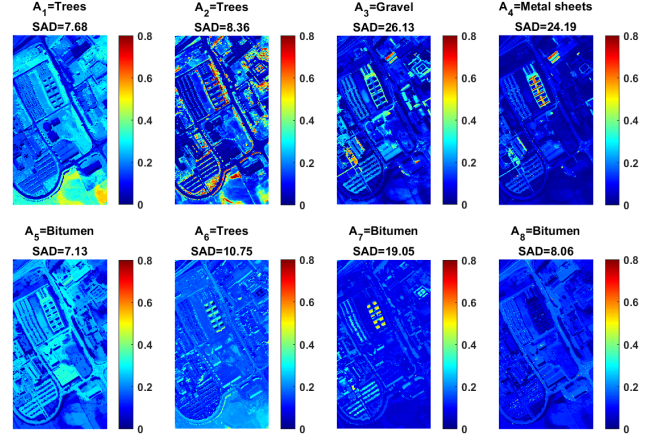 A1=Trees
SAD=7.68
0.8
0.6
0.4
0.2
0
A2=Trees
SAD=8.36
0.8
0.6
0.4
0.2
0
A3=Gravel
SAD=26.13
0.8
0.6
0.4
0.2
0
A4=Metal sheets
SAD=24.19
0.8
0.6
0.4
0.2
0
A5=Bitumen
SAD=7.13
0.8
0.6
0.4
0.2
0
A6=Trees
SAD=10.75
0.8
0.6
0.4
0.2
0
A7=Bitumen
SAD=19.05
0.8
0.6
0.4
0.2
0
A8=Bitumen
SAD=8.06
0.8
0.6
0.4
0.2
0